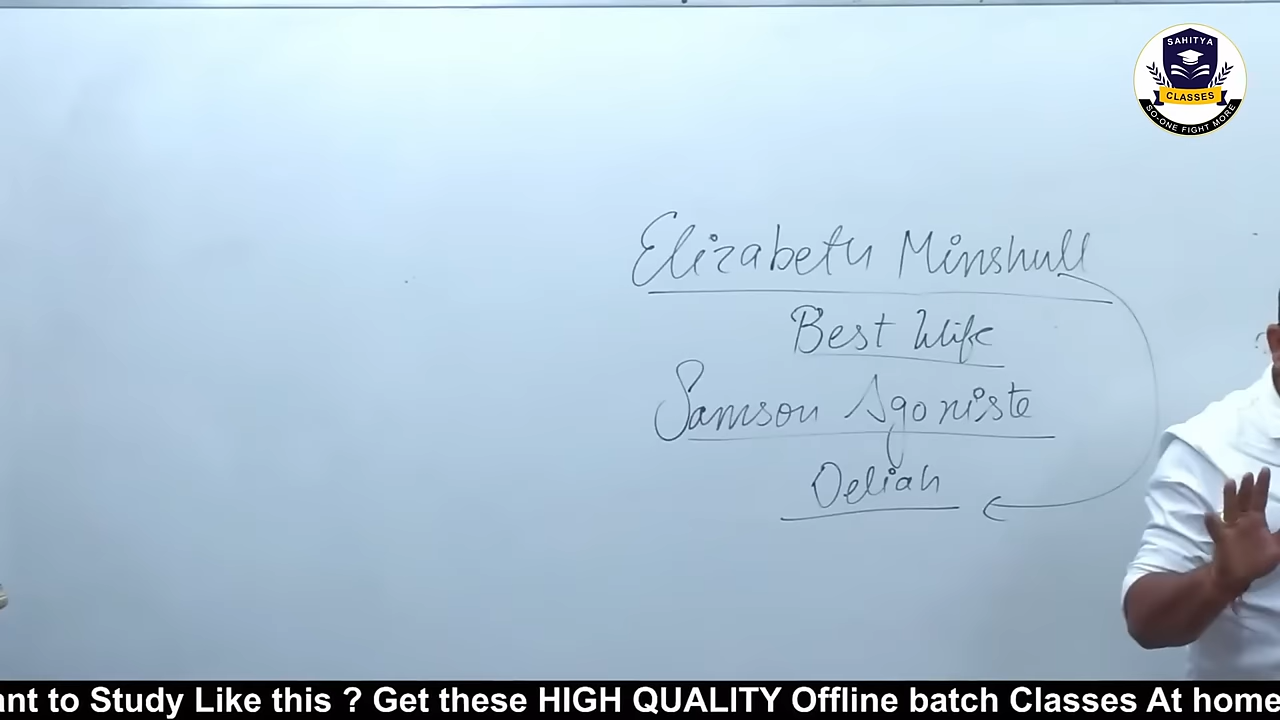 SAHITYA
CLASSES
SO-ONE FIGHT MORE
Elizabeth Minshull
Best Wife
Samson Agoniste
Deliah
ant to Study Like this ? Get these HIGH QUALITY Offline batch Classes At home